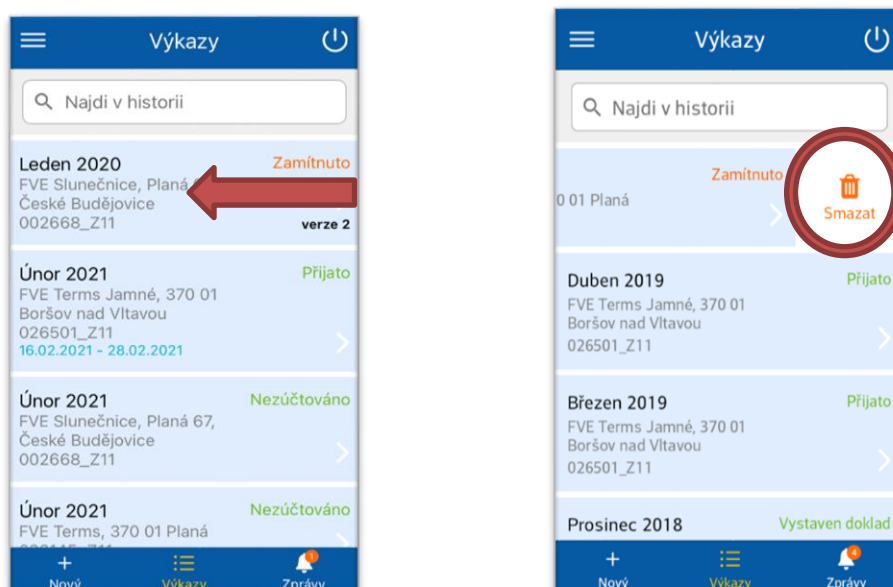 Výkazy
Najdi v historii
Leden 2020 Zamítnuto
FVE Slunečnice, Planá
České Budějovice
002668_Z11 verze 2
Únor 2021 Přijato
FVE Terms Jamné, 370 01
Boršov nad Vltavou
026501_Z11
16.02.2021 - 28.02.2021
Únor 2021 Nezúčtováno
FVE Slunečnice, Planá 67,
České Budějovice
002668_Z11
Únor 2021 Nezúčtováno
FVE Terms, 370 01 Planá
1
Nový Výkazy Zprávy
Výkazy
Najdi v historii
Zamítnuto
0 01 Planá
Smazat
Duben 2019 Přijato
FVE Terms Jamné, 370 01
Boršov nad Vltavou
026501_Z11
Březen 2019 Přijato
FVE Terms Jamné, 370 01
Boršov nad Vltavou
026501_Z11
Prosinec 2018 Vystaven doklad
4
Nový Výkazy Zprávy